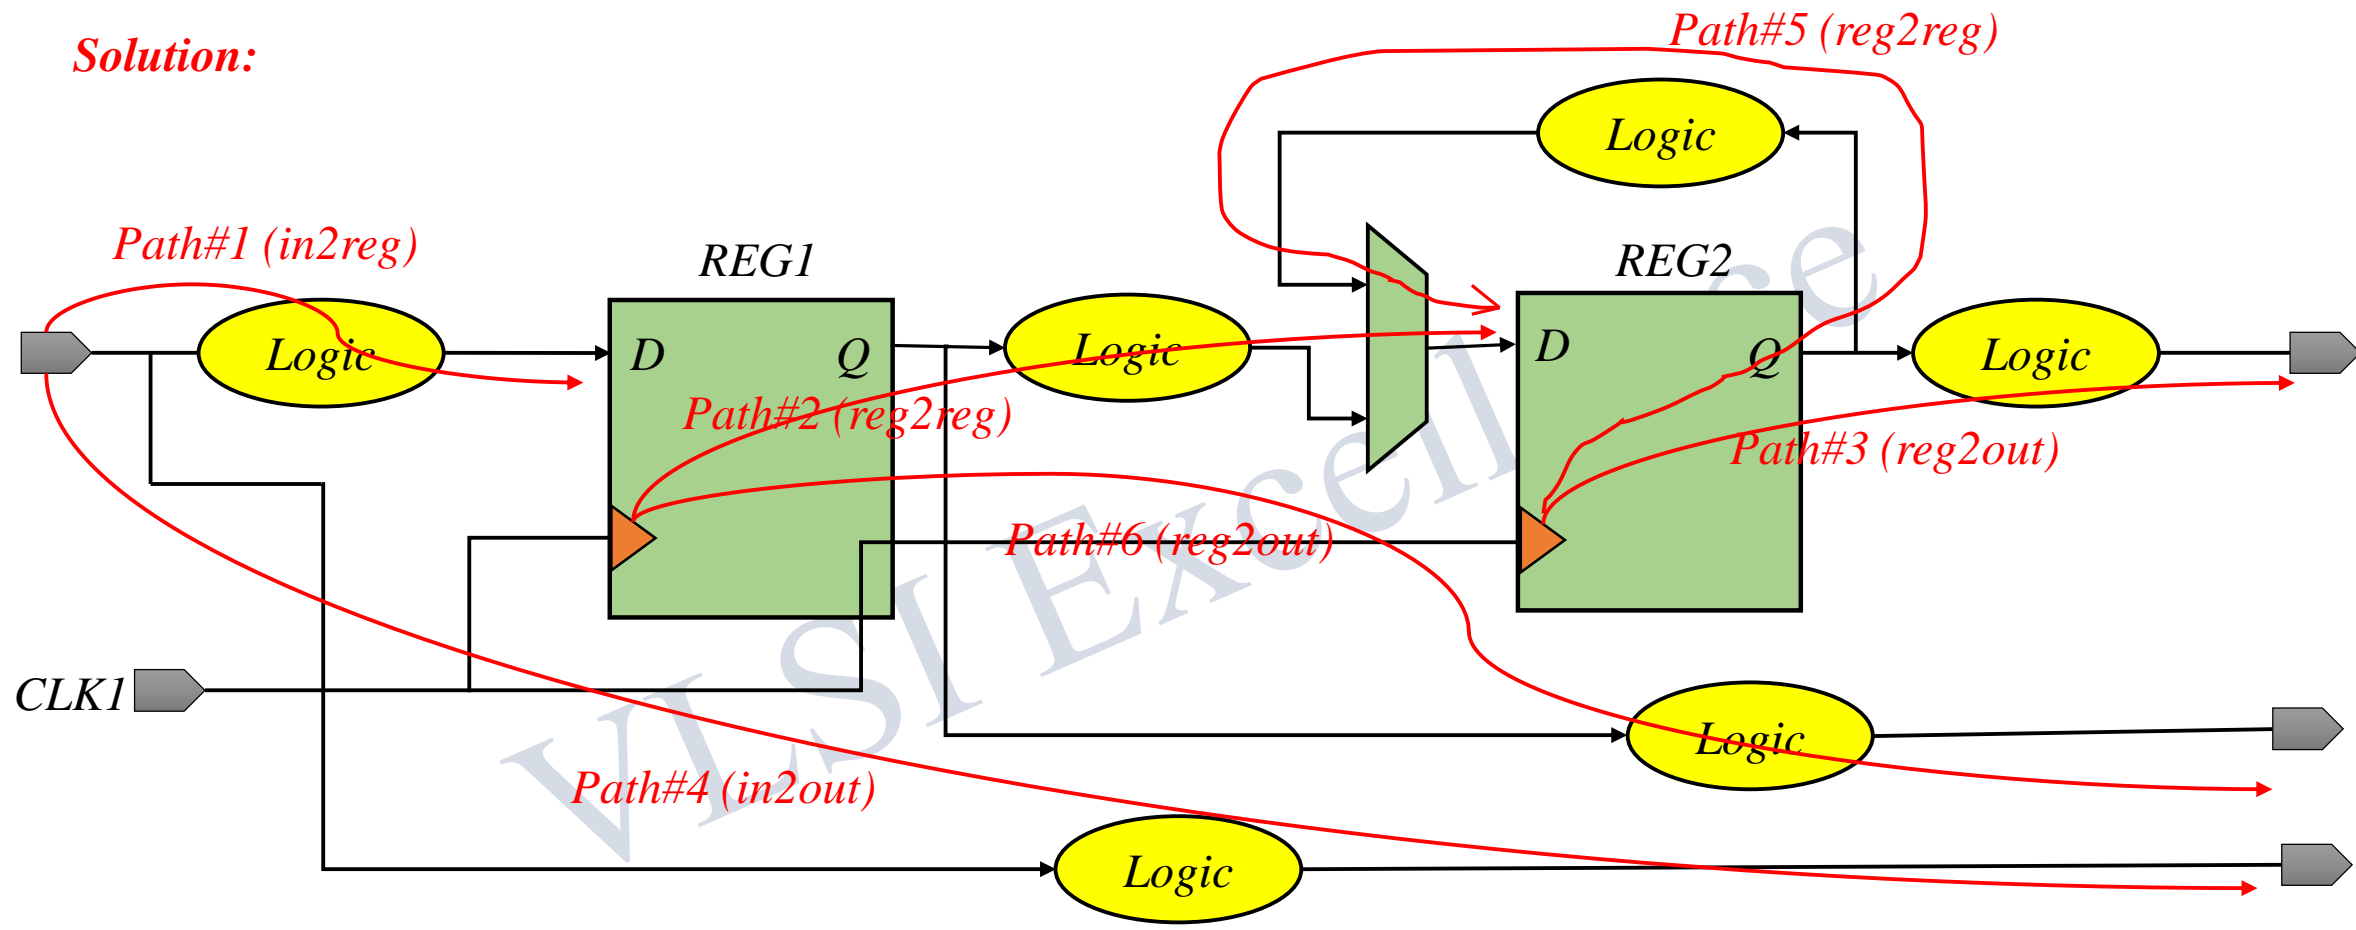 Path#5 (reg2reg)
Solution:
Logic
Path#1 (in2reg)
REG1
REG2
Logic
D
Q
Logic
D
Q
Logic
Path#2 (reg2reg)
Path#3 (reg2out)
Path#6 (reg2out)
CLK1
Logic
Path#4 (in2out)
Logic
VLSI Excellence